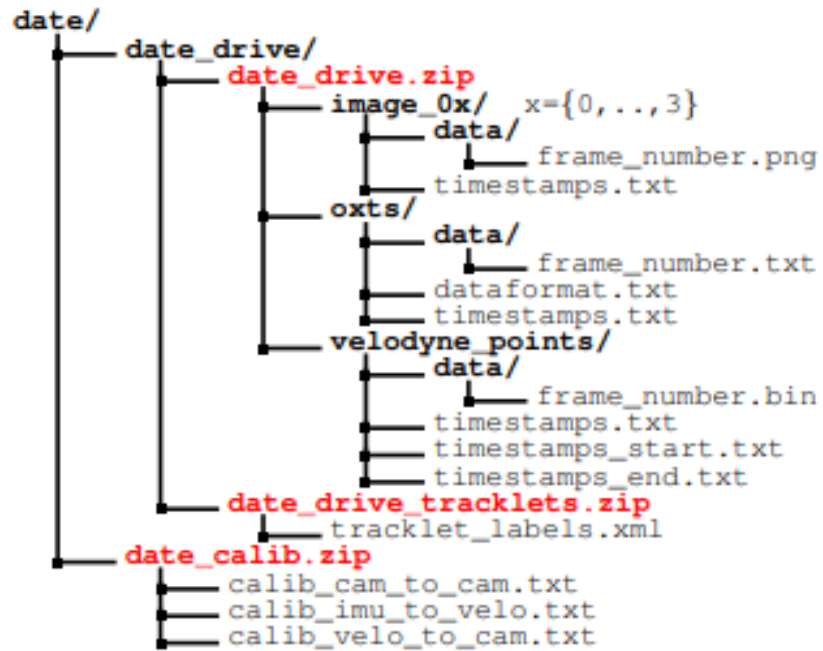 date/
date_drive/
date_drive.zip
image_0x/ x={0,..,3}
data/
frame_number.png
timestamps.txt
oxts/
data/
frame_number.txt
dataformat.txt
timestamps.txt
velodyne_points/
data/
frame_number.bin
timestamps.txt
timestamps_start.txt
timestamps_end.txt
date_drive_tracklets.zip
tracklet_labels.xml
date_calib.zip
calib_cam_to_cam.txt
calib_imu_to_velo.txt
calib_velo_to_cam.txt